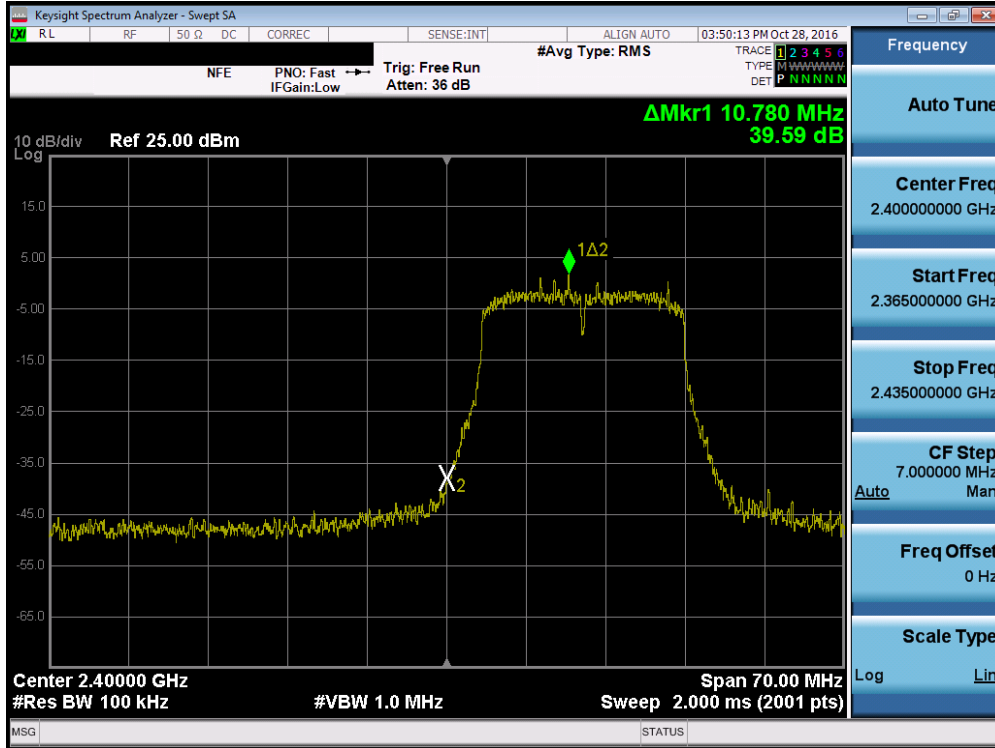 Keysight Spectrum Analyzer - Swept SA
LXI RL RF 50 Ω DC CORREC SENSE:INT ALIGN AUTO 03:50:13 PM Oct 28, 2016
#Avg Type: RMS TRACE 1 2 3 4 5 6
NFE PNO: Fast Trig: Free Run TYPE M WWWWW
IFGain:Low Atten: 36 dB DET P N N N N N
ΔMkr1 10.780 MHz
39.59 dB
10 dB/div Ref 25.00 dBm
Log
15.0
5.00
-5.00
-15.0
-25.0
-35.0
-45.0
-55.0
-65.0
1Δ2
X2
Center 2.40000 GHz Span 70.00 MHz
#Res BW 100 kHz #VBW 1.0 MHz Sweep 2.000 ms (2001 pts)
MSG STATUS
Frequency
Auto Tune
Center Freq
2.400000000 GHz
Start Freq
2.365000000 GHz
Stop Freq
2.435000000 GHz
CF Step
7.000000 MHz
Auto Man
Freq Offset
0 Hz
Scale Type
Log Lin